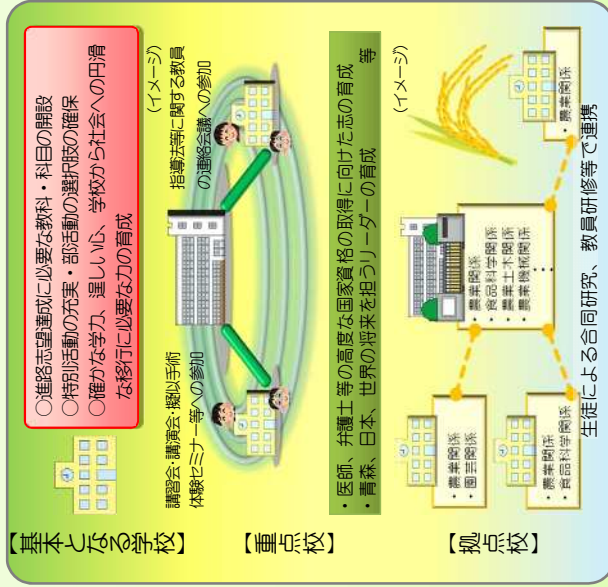 【基本となる学校】
○進路志望達成に必要な教科・科目の開設
○特別活動の充実・部活動の選択肢の確保
○確かな学力、逞しい心、学校から社会への円滑
な移行に必要な力の育成
【重点校】
(イメージ)
講習会・講演会・擬似手術
体験セミナー等への参加
指導法等に関する教員
の連絡会議への参加
・医師、弁護士等の高度な国家資格の取得に向けた志の育成
・青森、日本、世界の将来を担うリーダーの育成 等
【拠点校】
(イメージ)
・農業関係
・園芸関係
・農業関係
・食品科学関係
・農業関係
・食品科学関係
・農業土木関係
・農業機械関係
・農業関係
生徒による合同研究、教員研修等で連携